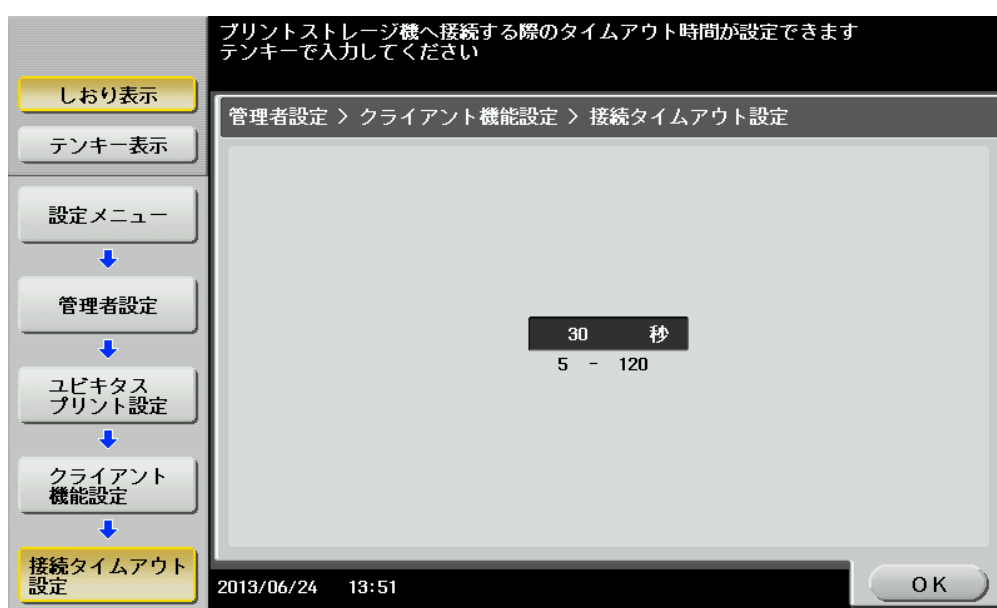 プリントストレージ機へ接続する際のタイムアウト時間が設定できます
テンキーで入力してください
しおり表示
テンキー表示
設定メニュー
管理者設定
ユビキタス
プリント設定
クライアント
機能設定
接続タイムアウト
設定
管理者設定 > クライアント機能設定 > 接続タイムアウト設定
30 秒
5 - 120
2013/06/24 13:51
OK